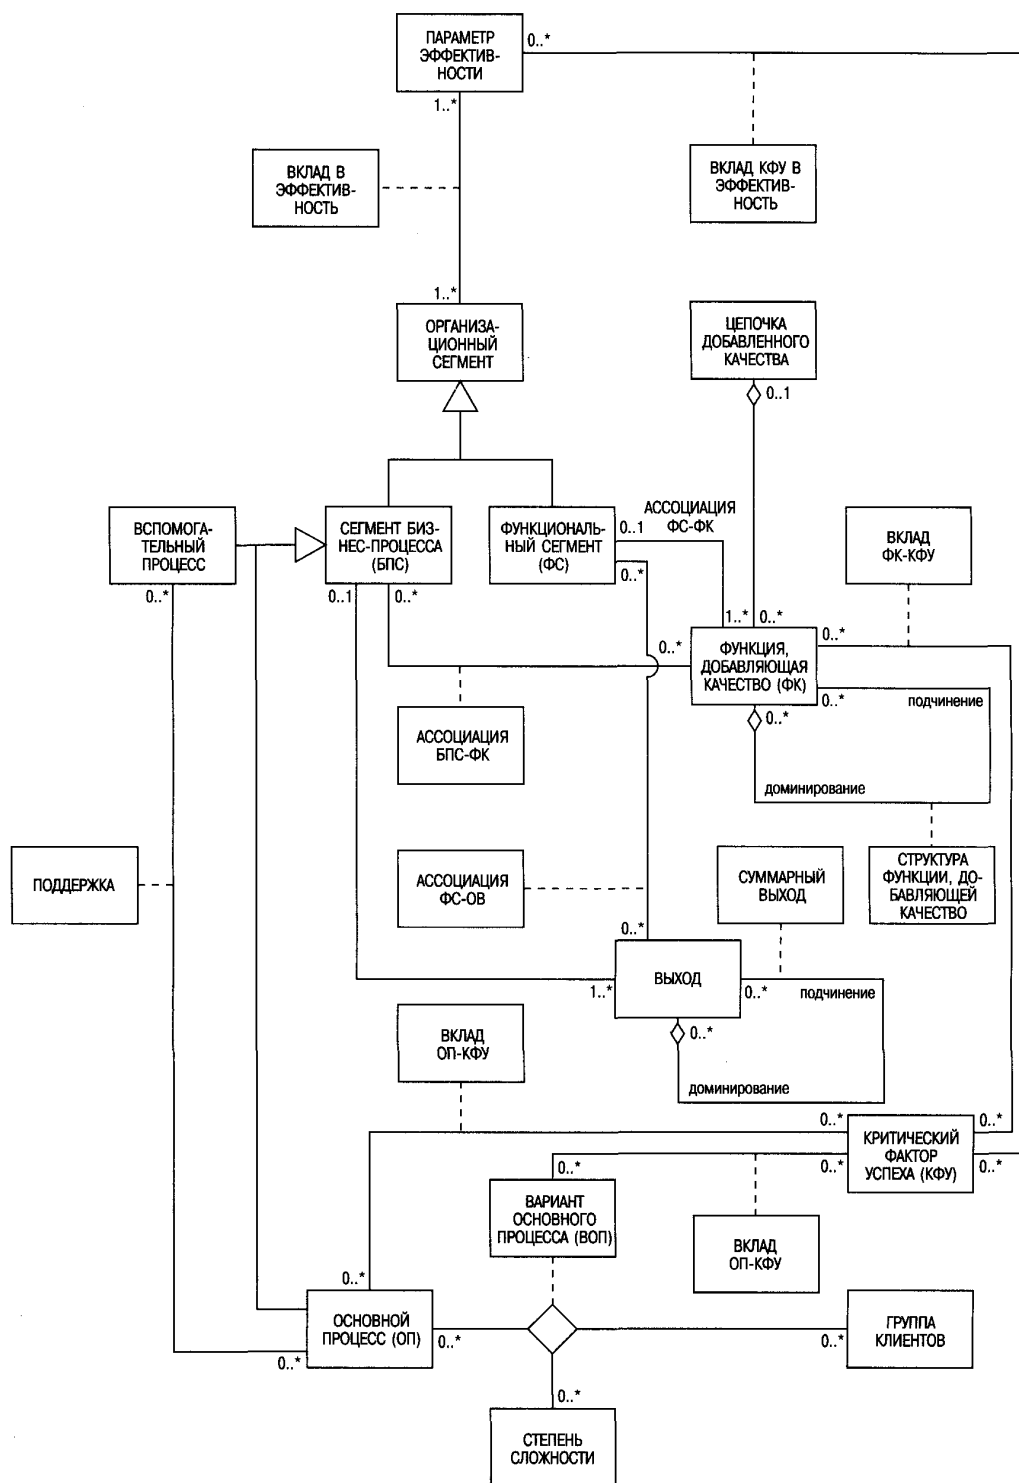 ПАРАМЕТР
ЭФФЕКТИВ-
НОСТИ
0..*
1..*
ВКЛАД В
ЭФФЕКТИВ-
НОСТЬ
ВКЛАД КФУ В
ЭФФЕКТИВ-
НОСТЬ
1..*
ОРГАНИЗА-
ЦИОННЫЙ
СЕГМЕНТ
ЦЕПОЧКА
ДОБАВЛЕННОГО
КАЧЕСТВА
0..1
ВСПОМОГА-
ТЕЛЬНЫЙ
ПРОЦЕСС
0..*
СЕГМЕНТ БИЗ-
НЕС-ПРОЦЕССА
(БПС)
0..1
0..*
ФУНКЦИОНАЛЬ-
НЫЙ СЕГМЕНТ
(ФС)
0..1
0..*
АССОЦИАЦИЯ
ФС-ФК
ВКЛАД
ФК-КФУ
1..*
0..*
0..*
ФУНКЦИЯ,
ДОБАВЛЯЮЩАЯ
КАЧЕСТВО (ФК)
0..*
0..*
подчинение
0..*
доминирование
АССОЦИАЦИЯ
БПС-ФК
ПОДДЕРЖКА
АССОЦИАЦИЯ
ФС-ОВ
СУММАРНЫЙ
ВЫХОД
СТРУКТУРА
ФУНКЦИИ, ДО-
БАВЛЯЮЩЕЙ
КАЧЕСТВО
0..*
1..*
ВЫХОД
0..*
подчинение
0..*
доминирование
ВКЛАД
ОП-КФУ
0..*
0..*
КРИТИЧЕСКИЙ
ФАКТОР
УСПЕХА (КФУ)
0..*
0..*
0..*
ВАРИАНТ
ОСНОВНОГО
ПРОЦЕССА (ВОП)
ВКЛАД
ОП-КФУ
0..*
ОСНОВНОЙ
ПРОЦЕСС (ОП)
0..*
0..*
0..*
ГРУППА
КЛИЕНТОВ
0..*
СТЕПЕНЬ
СЛОЖНОСТИ